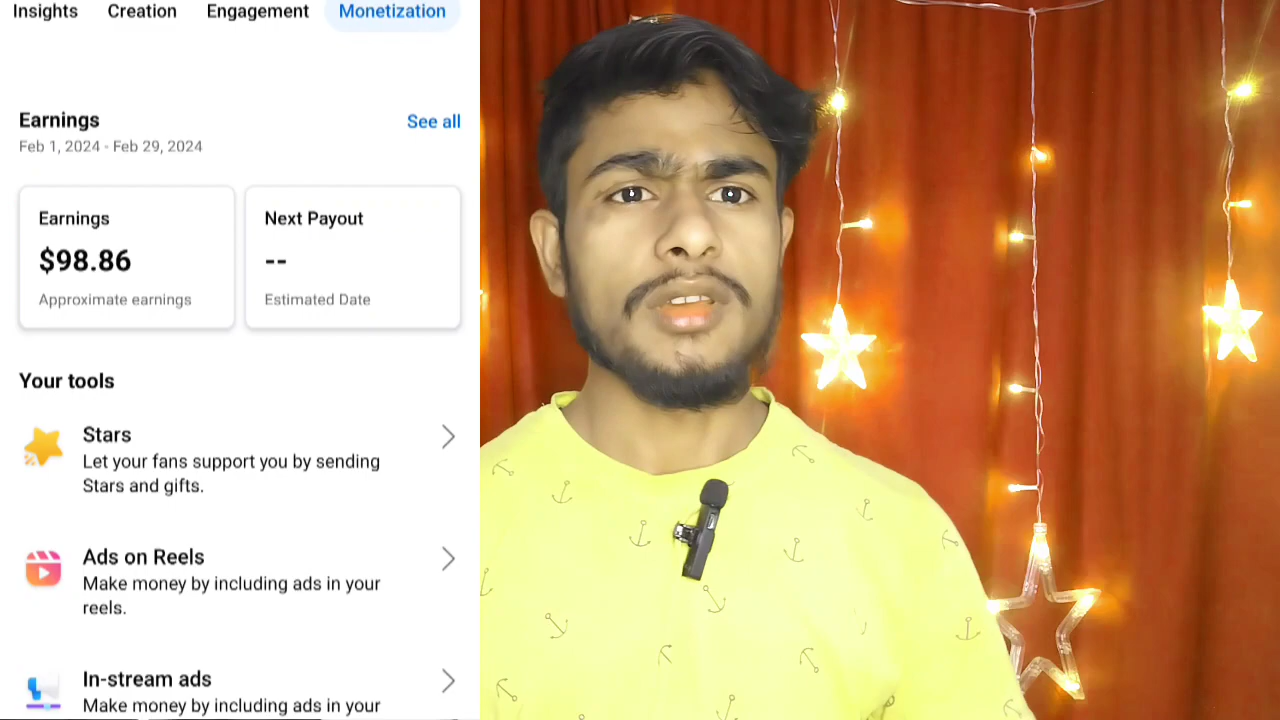 Insights Creation Engagement Monetization
Earnings See all
Feb 1, 2024 - Feb 29, 2024
Earnings
$98.86
Approximate earnings
Next Payout
--
Estimated Date
Your tools
Stars
Let your fans support you by sending
Stars and gifts.
Ads on Reels
Make money by including ads in your
reels.
In-stream ads
Make money by including ads in your